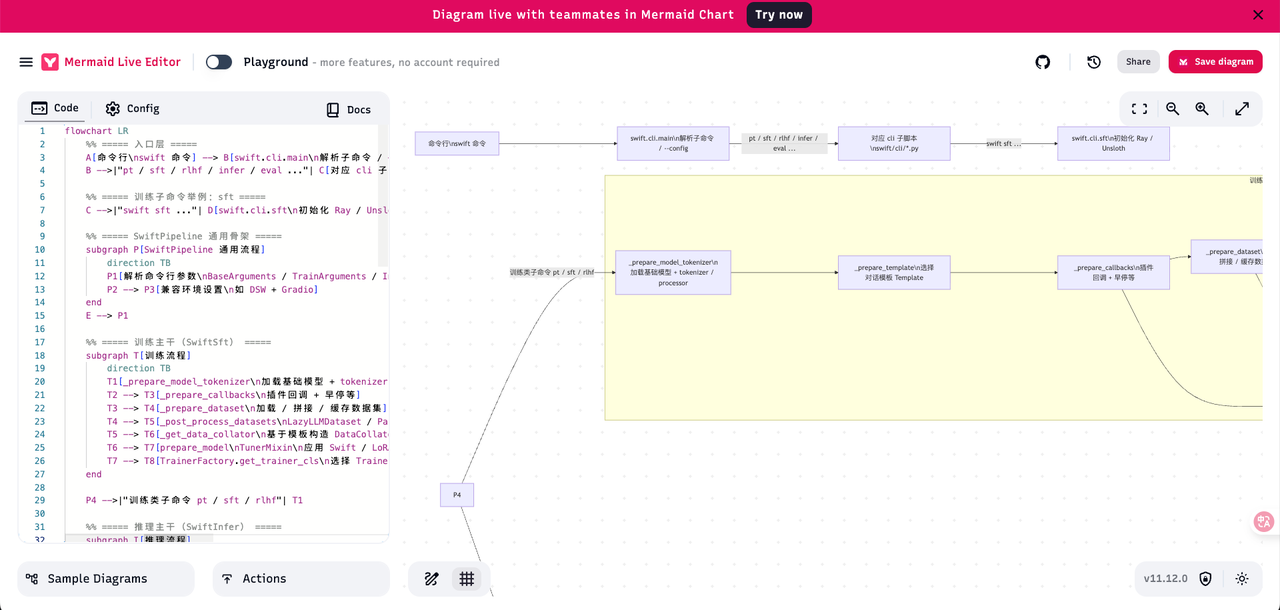 Diagram live with teammates in Mermaid Chart Try now
Mermaid Live Editor
Playground - more features, no account required
Share
Save diagram
Code
Config
Docs
1 flowchart LR
2 %% ===== 入口层 =====
3 A[命令行\nswift 命令] --> B[swift.cli.main\n解析子命令 /
4 B -->|"pt / sft / rlhf / infer / eval ..."| C[对应 cli 子
5
6 %% ===== 训练子命令举例: sft =====
7 C -->|"swift sft ..."| D[swift.cli.sft\n初始化 Ray / Unsl
8
9 %% ===== SwiftPipeline 通用骨架 =====
10 subgraph P[SwiftPipeline 通用流程]
11 direction TB
12 P1[解析命令行参数\nBaseArguments / TrainArguments / I
13 P2 --> P3[兼容环境设置\n如 DSW + Gradio]
14 end
15 E --> P1
16
17 %% ===== 训练主干（SwiftSft） =====
18 subgraph T[训练流程]
19 direction TB
20 T1[_prepare_model_tokenizer\n加载基础模型 + tokenizer
21 T2 --> T3[_prepare_callbacks\n插件回调 + 早停等]
22 T3 --> T4[_prepare_dataset\n加载 / 拼接 / 缓存数据集]
23 T4 --> T5[_post_process_datasets\nLazyLLMDataset / Pa
24 T5 --> T6[_get_data_collator\n基于模板构造 DataCollat
25 T6 --> T7[prepare_model\nTunerMixin\n应用 Swift / LoR
26 T7 --> T8[TrainerFactory.get_trainer_cls\n选择 Traine
27 end
28
29 P4 -->|"训练类子命令 pt / sft / rlhf"| T1
30
31 %% ===== 推理主干（SwiftInfer） =====
32 subgraph I[推理流程]
命令行\nswift 命令
swift.cli.main\n解析子命令
/ --config
pt / sft / rlhf / infer /
eval ...
对应 cli 子脚本
\nswift/cli/*.py
swift sft ...
swift.cli.sft\n初始化 Ray /
Unsloth
训练
训练类子命令 pt / sft / rlhf
_prepare_model_tokenizer\n
加载基础模型 + tokenizer /
processor
_prepare_template\n选择
对话模板 Template
_prepare_callbacks\n插件
回调 + 早停等
_prepare_dataset\
拼接 / 缓存数据
P4
Sample Diagrams
Actions
v11.12.0